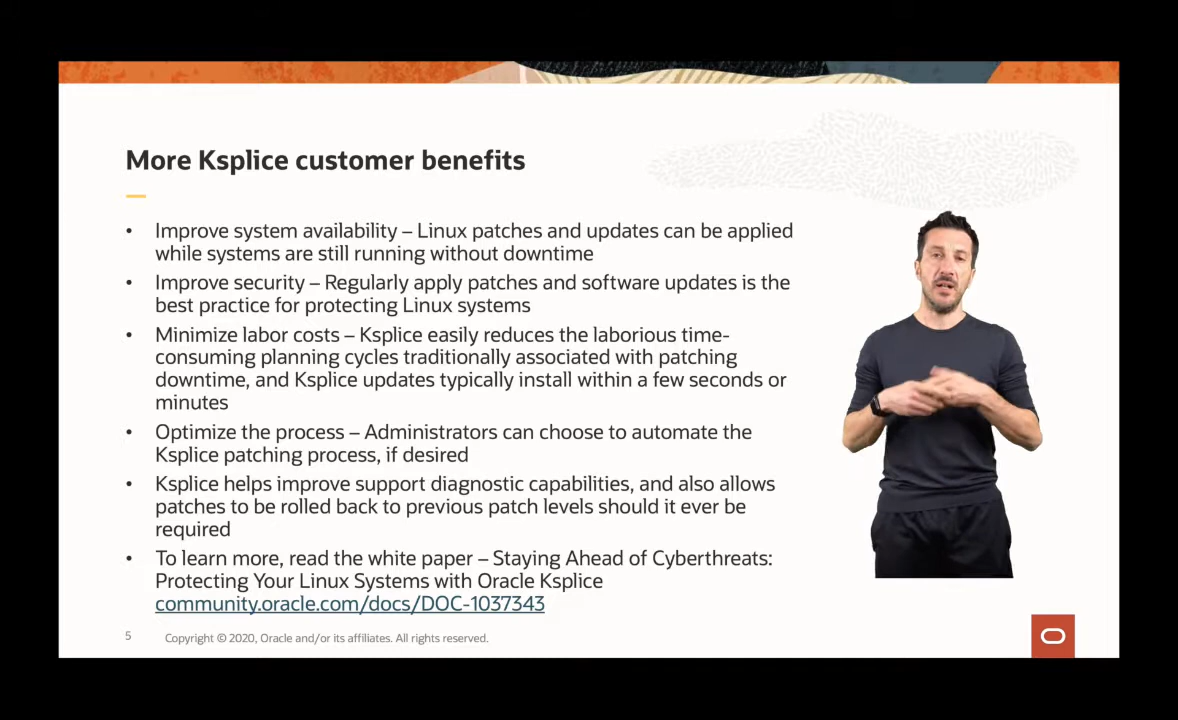 More Ksplice customer benefits
• Improve system availability – Linux patches and updates can be applied
while systems are still running without downtime
• Improve security – Regularly apply patches and software updates is the
best practice for protecting Linux systems
• Minimize labor costs – Ksplice easily reduces the laborious time-
consuming planning cycles traditionally associated with patching
downtime, and Ksplice updates typically install within a few seconds or
minutes
• Optimize the process – Administrators can choose to automate the
Ksplice patching process, if desired
• Ksplice helps improve support diagnostic capabilities, and also allows
patches to be rolled back to previous patch levels should it ever be
required
• To learn more, read the white paper – Staying Ahead of Cyberthreats:
Protecting Your Linux Systems with Oracle Ksplice
community.oracle.com/docs/DOC-1037343
5 Copyright © 2020, Oracle and/or its affiliates. All rights reserved.